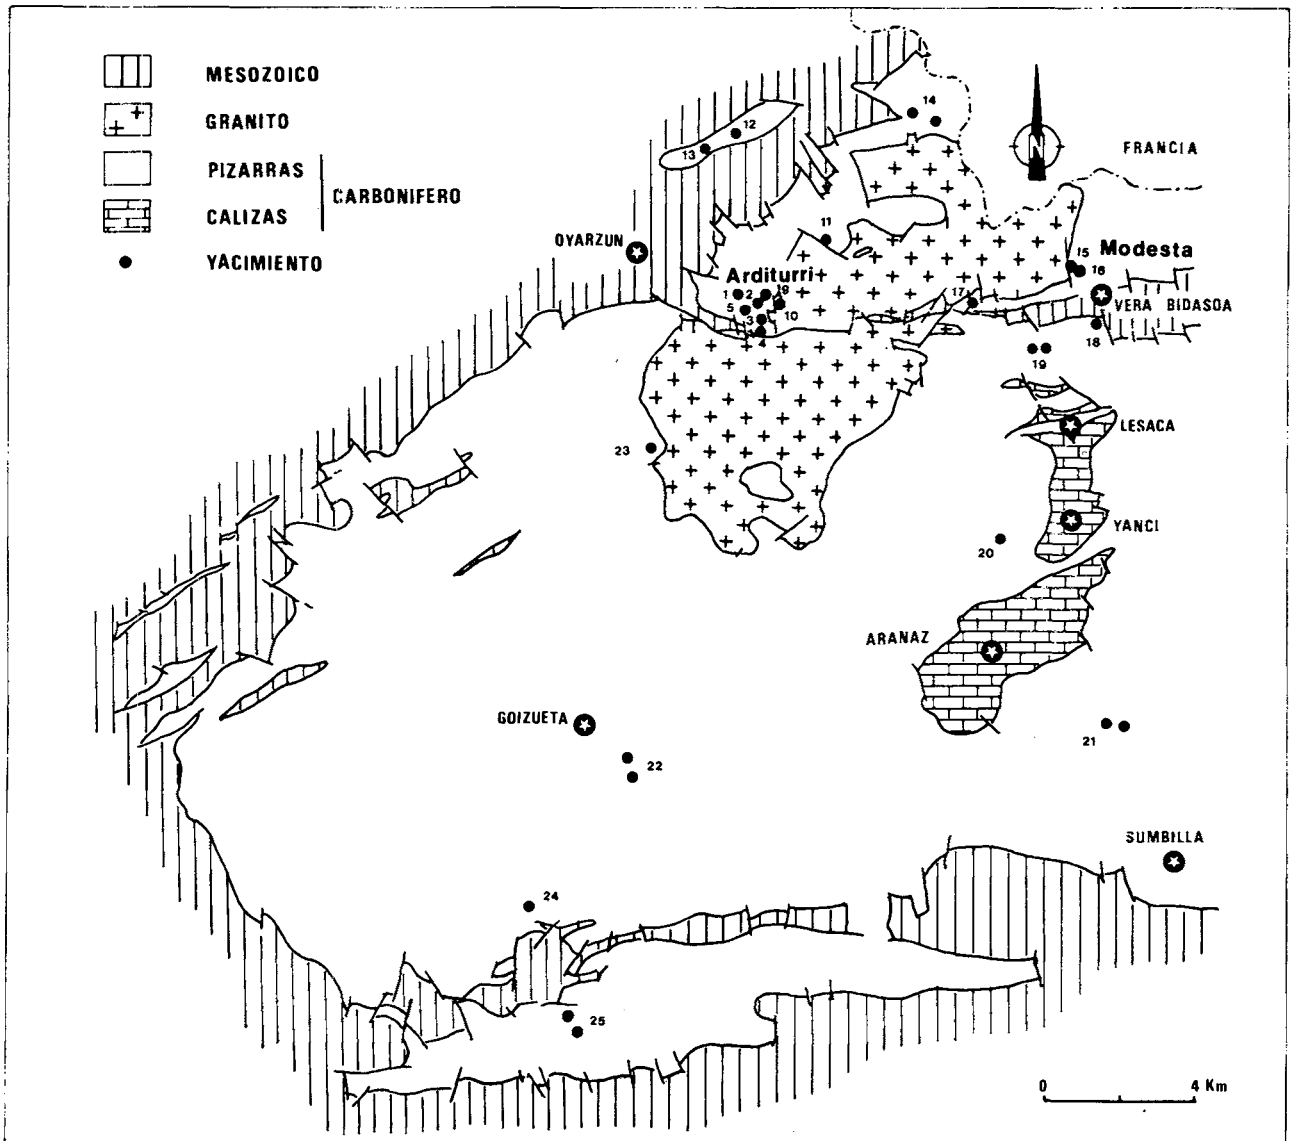 MESOZOICO
GRANITO
PIZARRAS
CALIZAS
CARBONIFERO
YACIMIENTO
14
12
13
N
FRANCIA
11
OYARZUN
Arditurri
Modesta
15
16
1
2
19
5
10
3
4
17
VERA BIDASOA
18
19
LESACA
23
YANCI
20
ARANAZ
GOIZUETA
21
22
SUMBILLA
24
25
0
4 Km